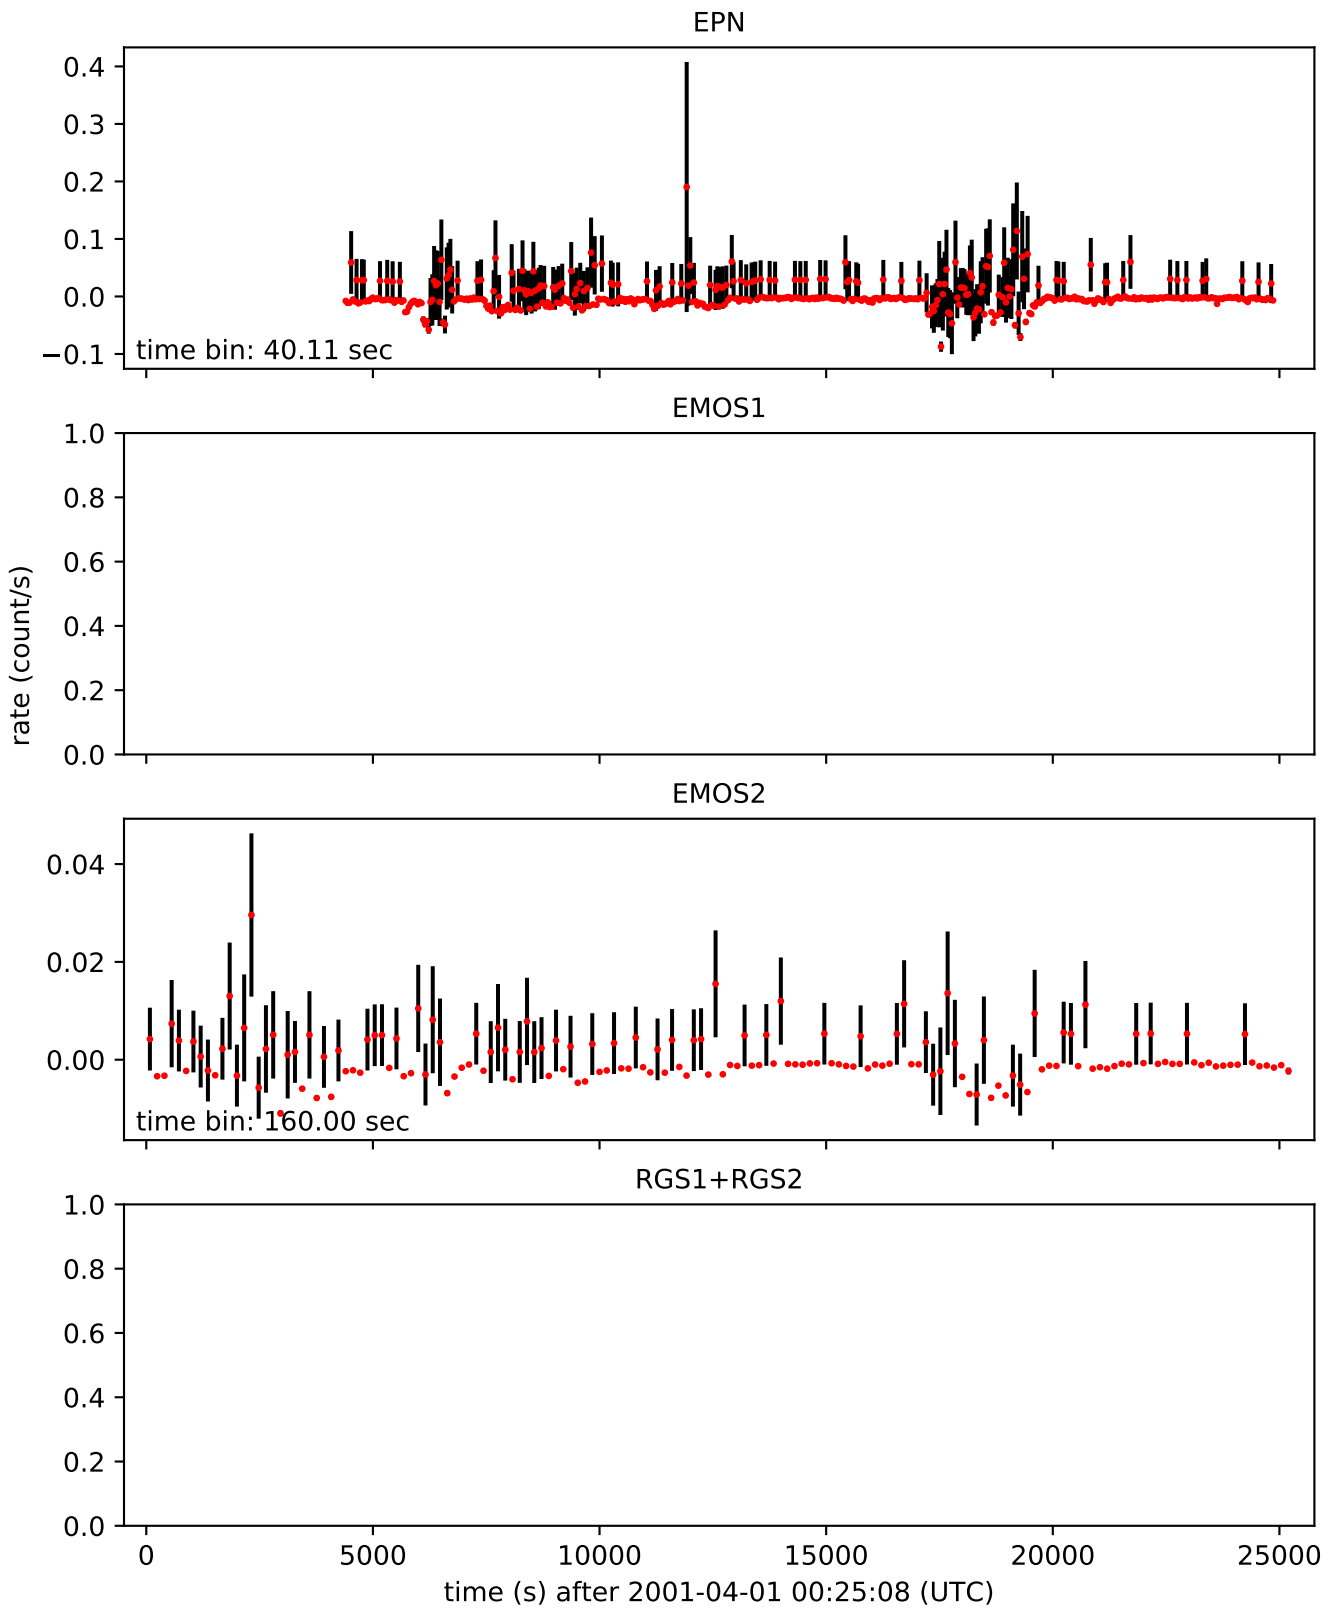 EPN
0.4
0.3
0.2
0.1
0.0
−0.1
time bin: 40.11 sec
EMOS1
1.0
0.8
0.6
0.4
0.2
0.0
rate (count/s)
EMOS2
0.04
0.02
0.00
time bin: 160.00 sec
RGS1+RGS2
1.0
0.8
0.6
0.4
0.2
0.0
0 5000 10000 15000 20000 25000
time (s) after 2001-04-01 00:25:08 (UTC)